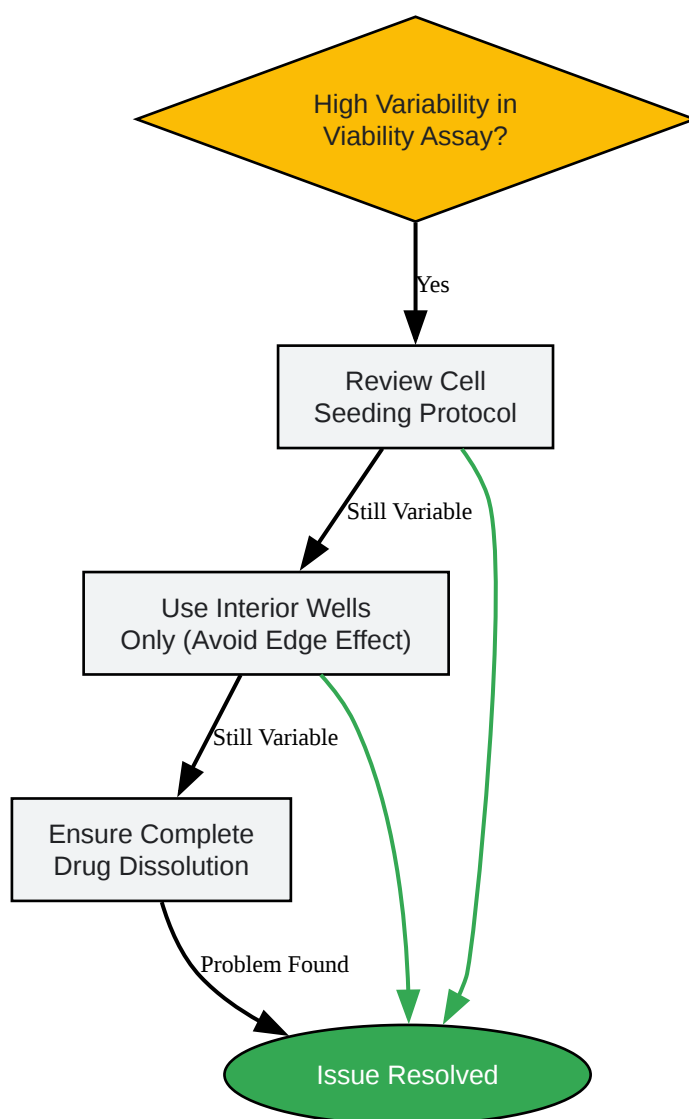 High Variability in
Viability Assay?
Yes
Review Cell
Seeding Protocol
Still Variable
Use Interior Wells
Only (Avoid Edge Effect)
Still Variable
Ensure Complete
Drug Dissolution
Problem Found
Issue Resolved